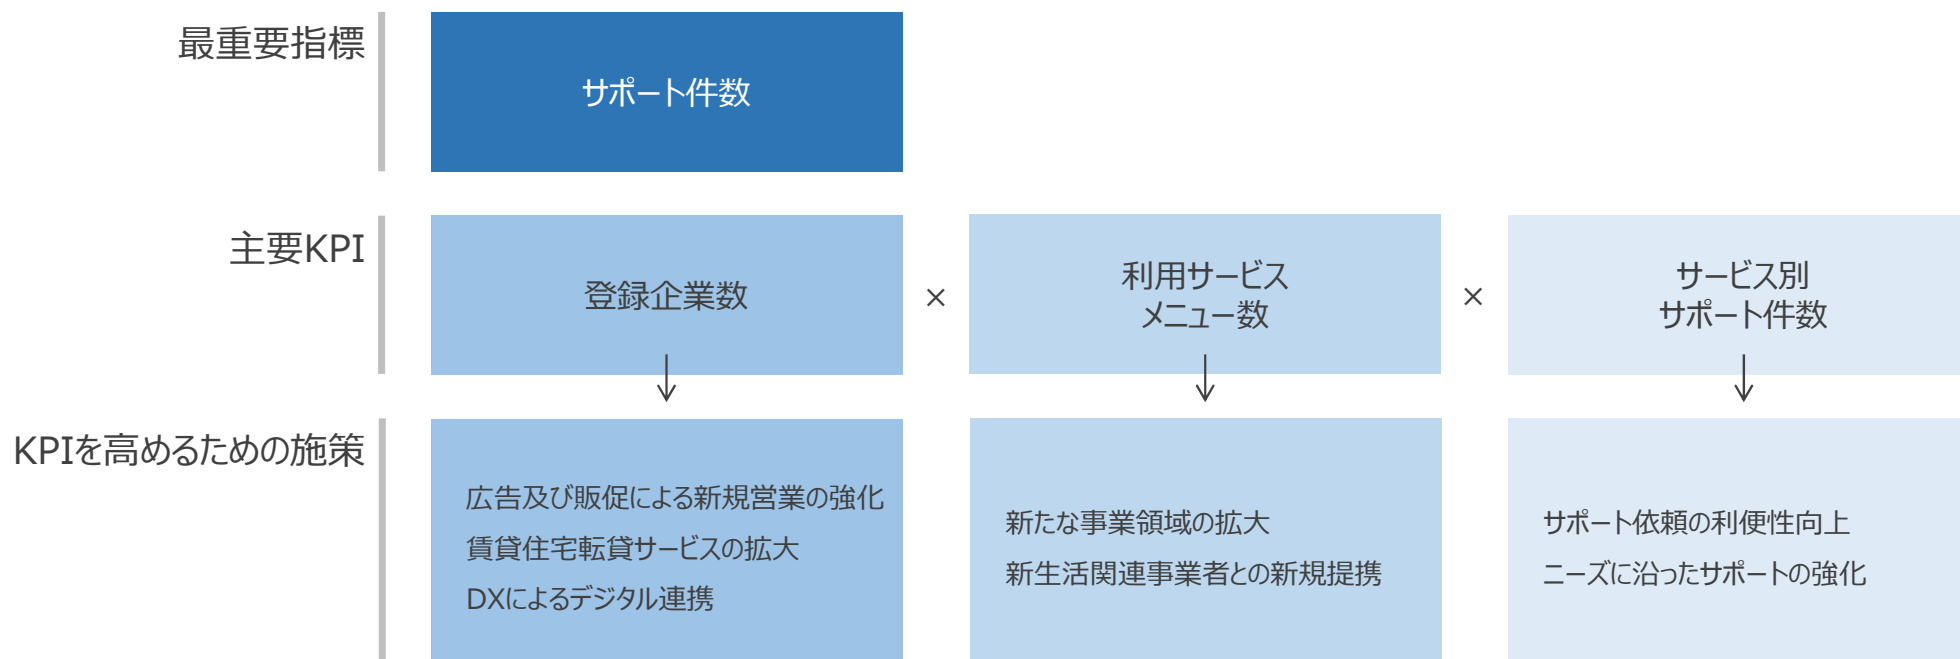 最重要指標
サポート件数
主要KPI
登録企業数
×
利用サービス
メニュー数
×
サービス別
サポート件数
KPIを高めるための施策
広告及び販促による新規営業の強化
賃貸住宅転貸サービスの拡大
DXによるデジタル連携
新たな事業領域の拡大
新生活関連事業者との新規提携
サポート依頼の利便性向上
ニーズに沿ったサポートの強化